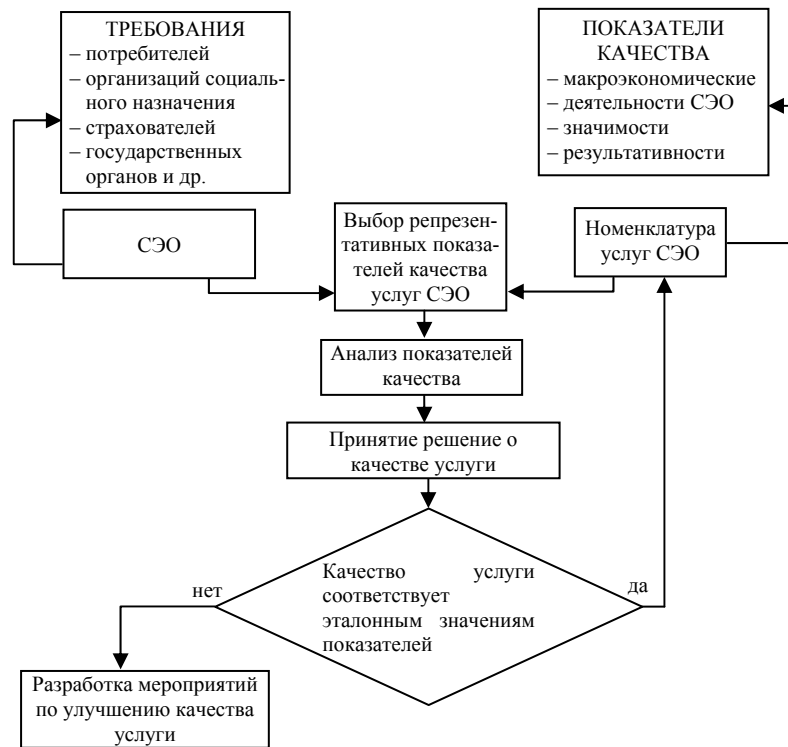 ТРЕБОВАНИЯ
– потребителей
– организаций социаль-
ного назначения
– страхователей
– государственных
органов и др.
ПОКАЗАТЕЛИ
КАЧЕСТВА
– макроэкономические
– деятельности СЭО
– значимости
– результативности
СЭО
Выбор репрезен-
тативных показа-
телей качества
услуг СЭО
Номенклатура
услуг СЭО
Анализ показателей
качества
Принятие решение о
качестве услуги
Качество услуги
соответствует
эталонным значениям
показателей
нет
да
Разработка мероприятий
по улучшению качества
услуги